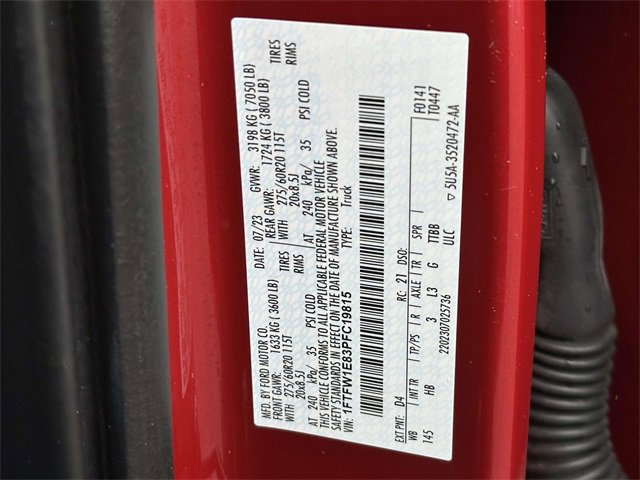 MFD. BY FORD MOTOR CO. DATE: 07/23 GVWR: 3198 KG ( 7050 LB)
FRONT GAWR: 1633 KG ( 3600 LB) REAR GAWR: 1724 KG ( 3800 LB)
WITH 275/60R20 115T TIRES WITH 275/60R20 115T TIRES
20x8.5J RIMS 20x8.5J RIMS
AT 240 kPa/ 35 PSI COLD AT 240 kPa/ 35 PSI COLD
THIS VEHICLE CONFORMS TO ALL APPLICABLE FEDERAL MOTOR VEHICLE
SAFETY STANDARDS IN EFFECT ON THE DATE OF MANUFACTURE SHOWN ABOVE.
VIN: 1FTFW1E83PFC19815 TYPE: Truck
F0141
T0447
EXT PNT: D4 RC: 21 DSO:
WB INT TR TP/PS R AXLE TR SPR
145 HB 3 L3 G TTBB
ULC
2202307025736
▽ 5U5A-3520472-AA